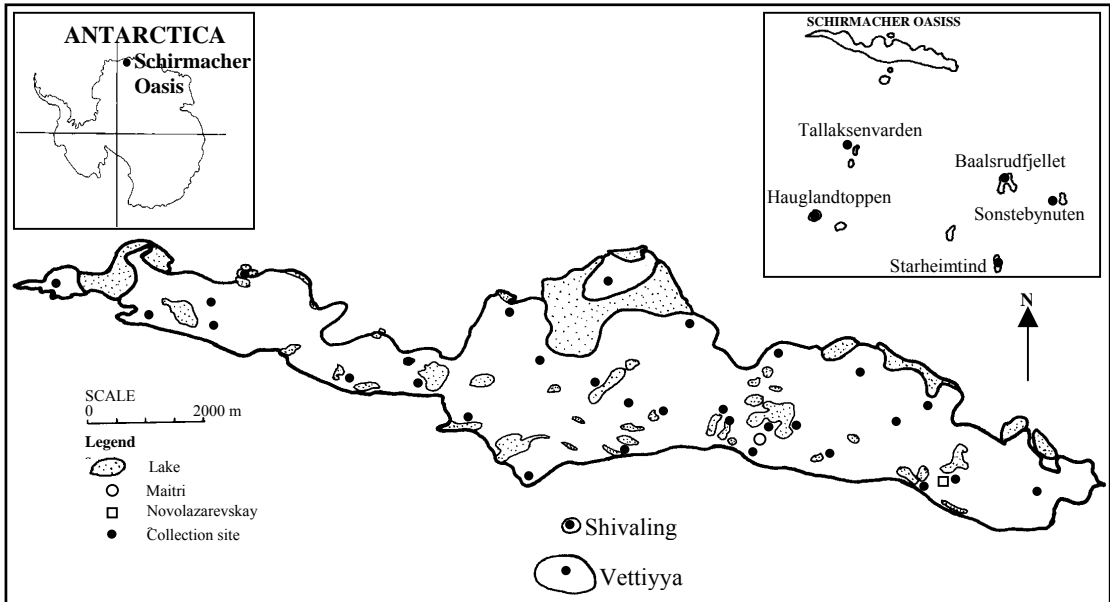 ANTARCTICA
Schirmacher
Oasis
SCHIRMACHER OASISS
Tallaksenvarden
Baalsrudfjellet
Hauglandtoppen
Sonstebynuten
Starheimtind
N
SCALE
0 2000 m
Legend
Lake
Maitri
Novolazarevskay
Collection site
Shivaling
Vettiyya